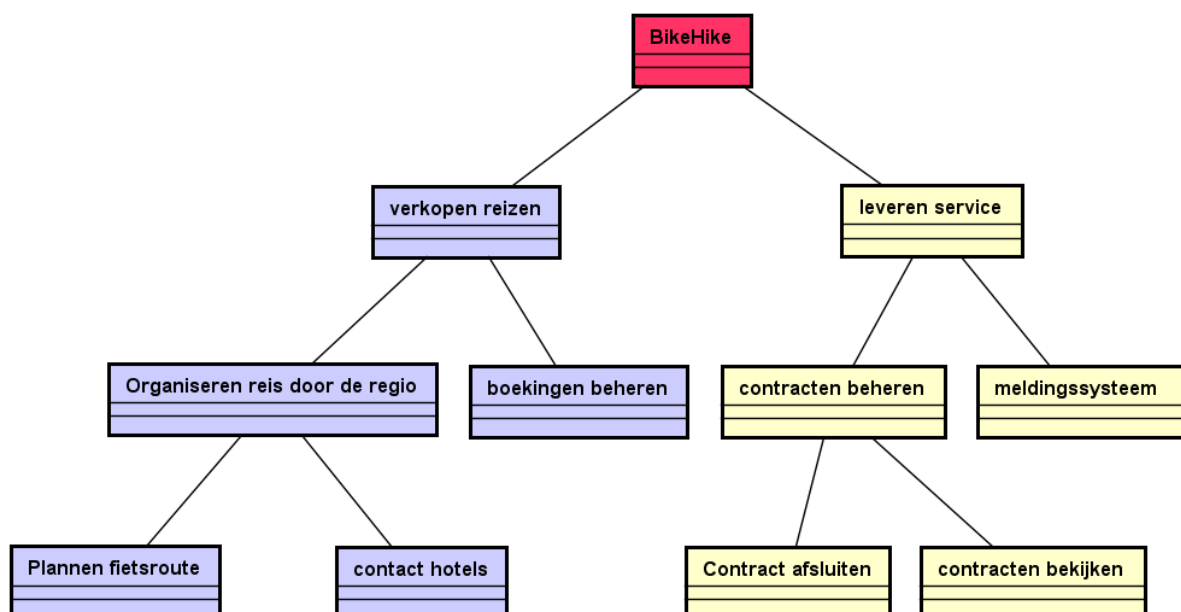 BikeHike
verkopen reizen
leveren service
Organiseren reis door de regio
boekingen beheren
contracten beheren
meldingssysteem
Plannen fietsroute
contact hotels
Contract afsluiten
contracten bekijken